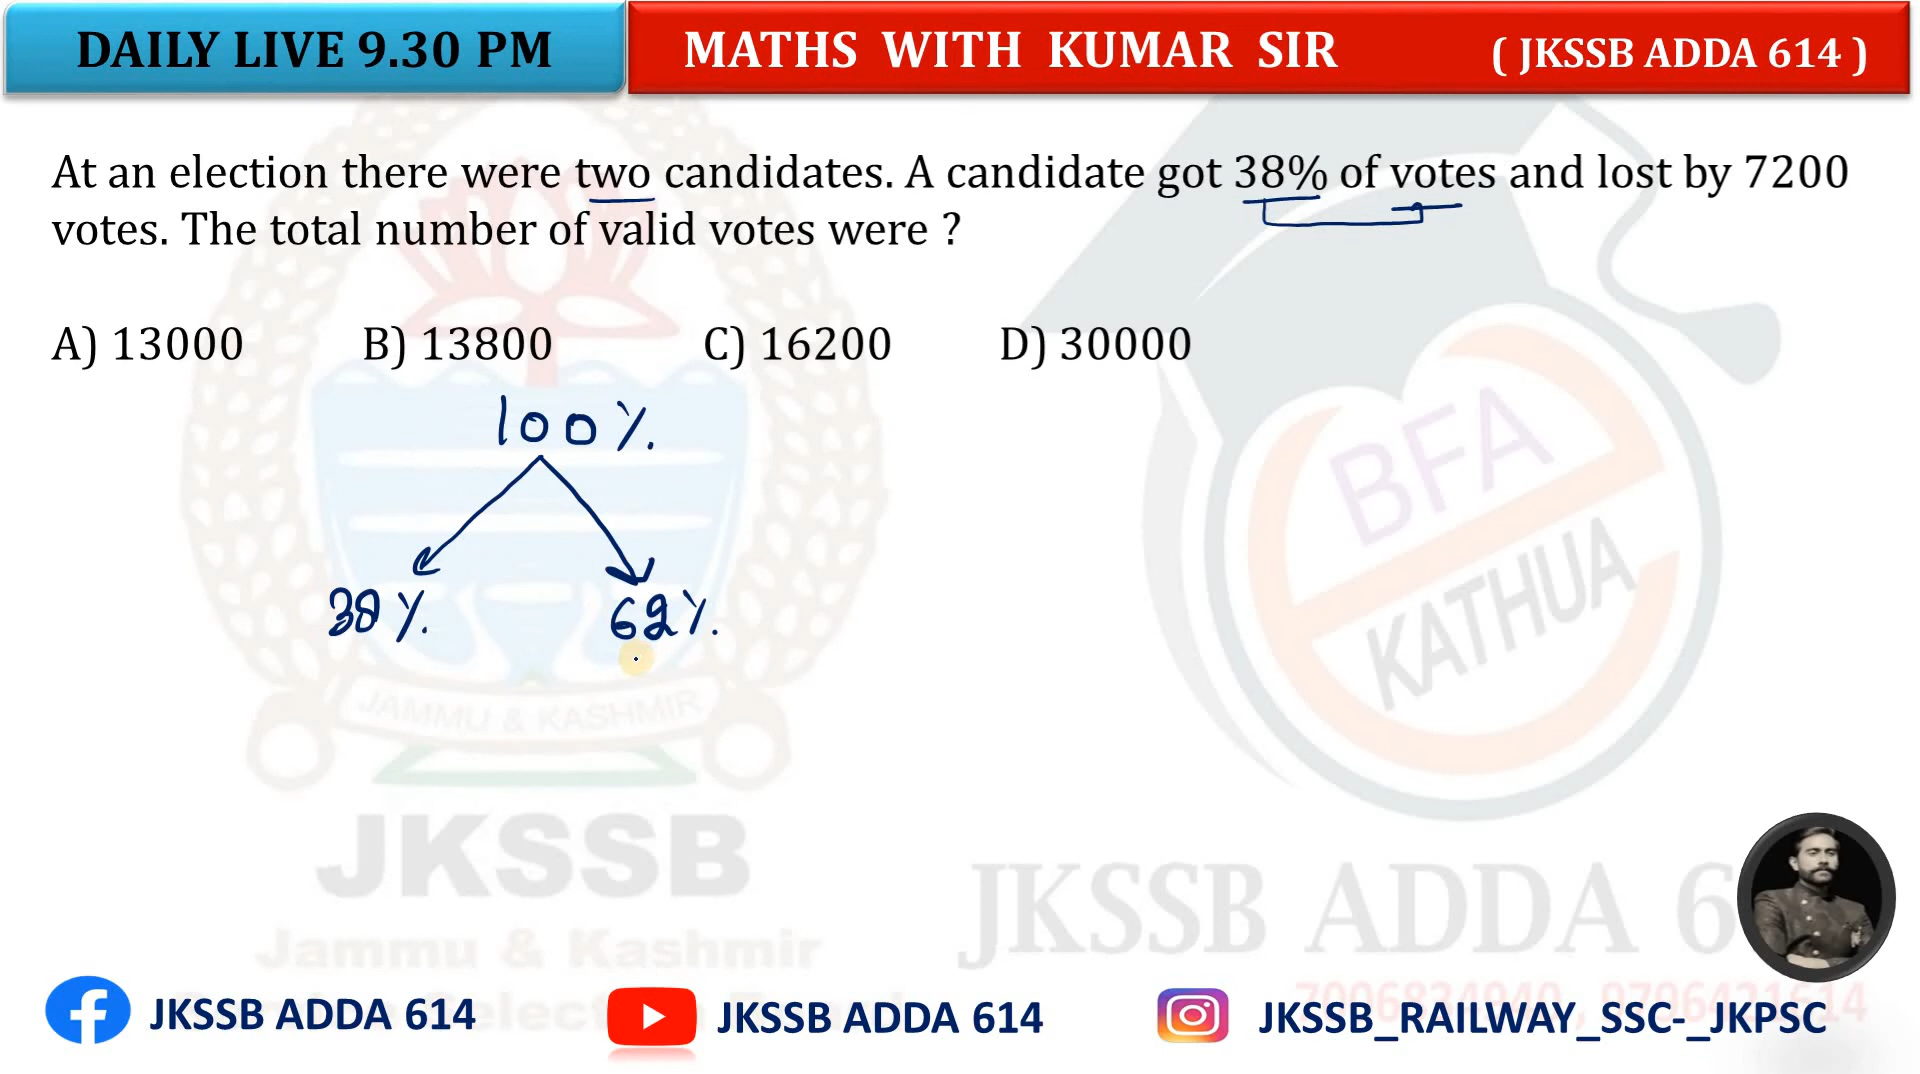 DAILY LIVE 9.30 PM
MATHS WITH KUMAR SIR ( JKSSB ADDA 614 )
At an election there were two candidates. A candidate got 38% of votes and lost by 7200
votes. The total number of valid votes were ?
A) 13000 B) 13800 C) 16200 D) 30000
100%
38% 62%
BFA
KATHUA
JAMMU & KASHMIR
JKSSB
Jammu & Kashmir
JKSSB ADDA 6
JKSSB ADDA 614
JKSSB ADDA 614
JKSSB_RAILWAY_SSC-_JKPSC